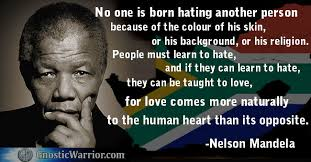 No one is born hating another person
because of the colour of his skin,
or his background, or his religion.
People must learn to hate,
and if they can learn to hate,
they can be taught to love,
for love comes more naturally
to the human heart than its opposite.
-Nelson Mandela
GnosticWarrior.com